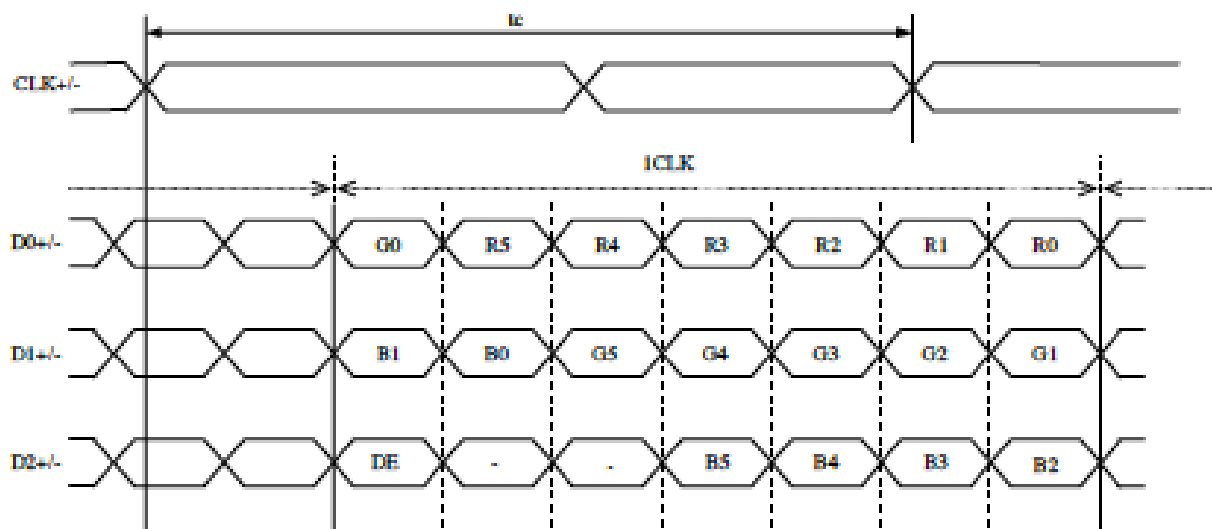 tc
CLK+/-
1CLK
D0+/- G0 R5 R4 R3 R2 R1 R0
D1+/- B1 B0 G5 G4 G3 G2 G1
D2+/- DE - - B5 B4 B3 B2